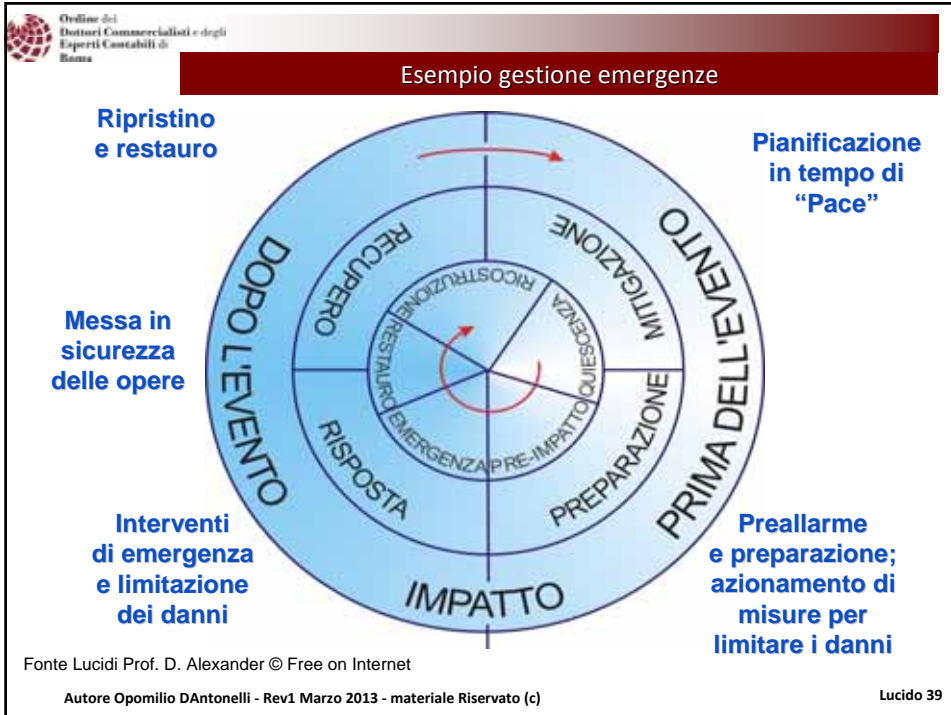 Ordine dei
Dottori Commercialisti e degli
Esperti Contabili di
Roma
Esempio gestione emergenze
Ripristino
e restauro
Pianificazione
in tempo di
“Pace”
Messa in
sicurezza
delle opere
Interventi
di emergenza
e limitazione
dei danni
Preallarme
e preparazione;
azionamento di
misure per
limitare i danni
DOPO L'EVENTO
PRIMA DELL'EVENTO
IMPATTO
RECUPERO
MITIGAZIONE
RISPOSTA
PREPARAZIONE
RICOSTRUZIONE
QUIESCENZA
RESTAURO
EMERGENZA
PRE-IMPATTO
Fonte Lucidi Prof. D. Alexander © Free on Internet
Autore Opomilio DAntonelli - Rev1 Marzo 2013 - materiale Riservato (c)
Lucido 39